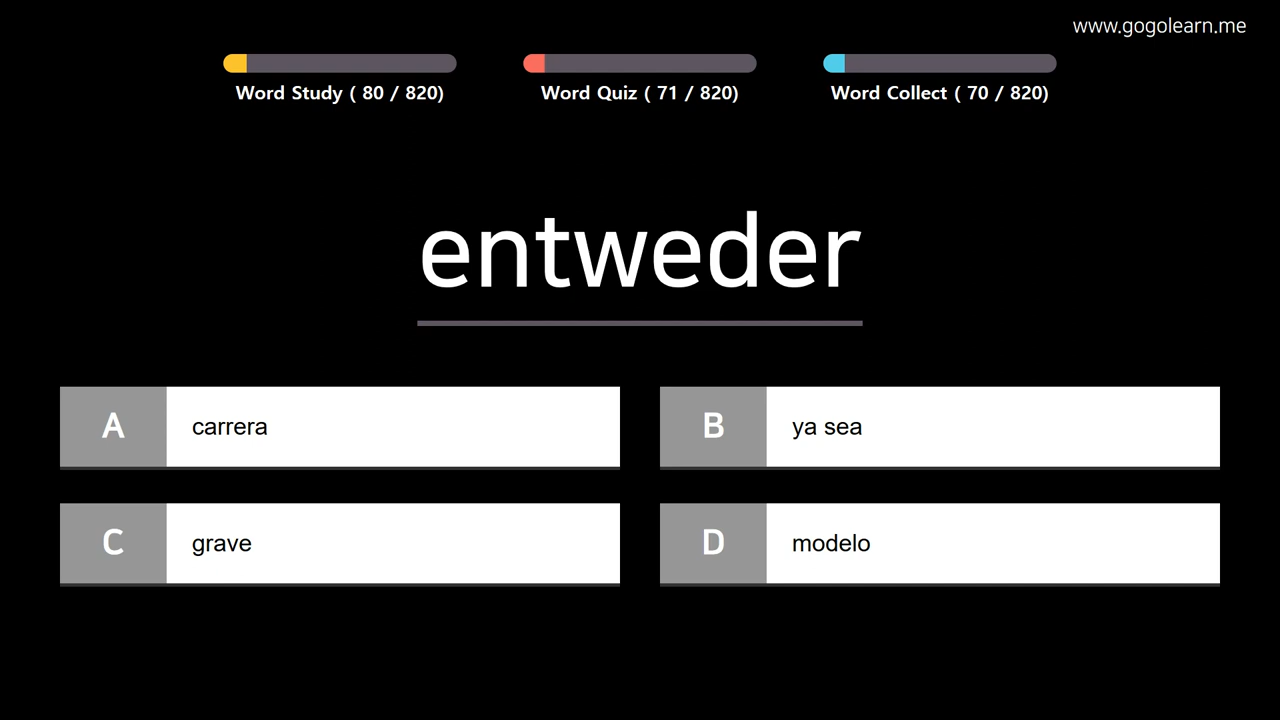 www.gogolearn.me
Word Study ( 80 / 820)
Word Quiz ( 71 / 820)
Word Collect ( 70 / 820)
entweder
A carrera
B ya sea
C grave
D modelo